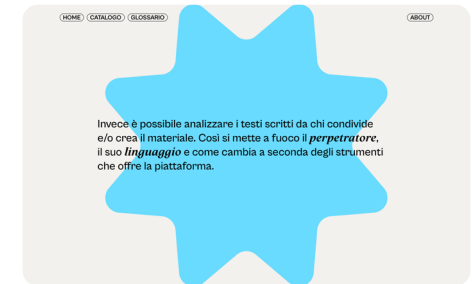 HOME CATALOGO GLOSSARIO ABOUT
Invece è possibile analizzare i testi scritti da chi condivide
e/o crea il materiale. Così si mette a fuoco il perpetratore,
il suo linguaggio e come cambia a seconda degli strumenti
che offre la piattaforma.